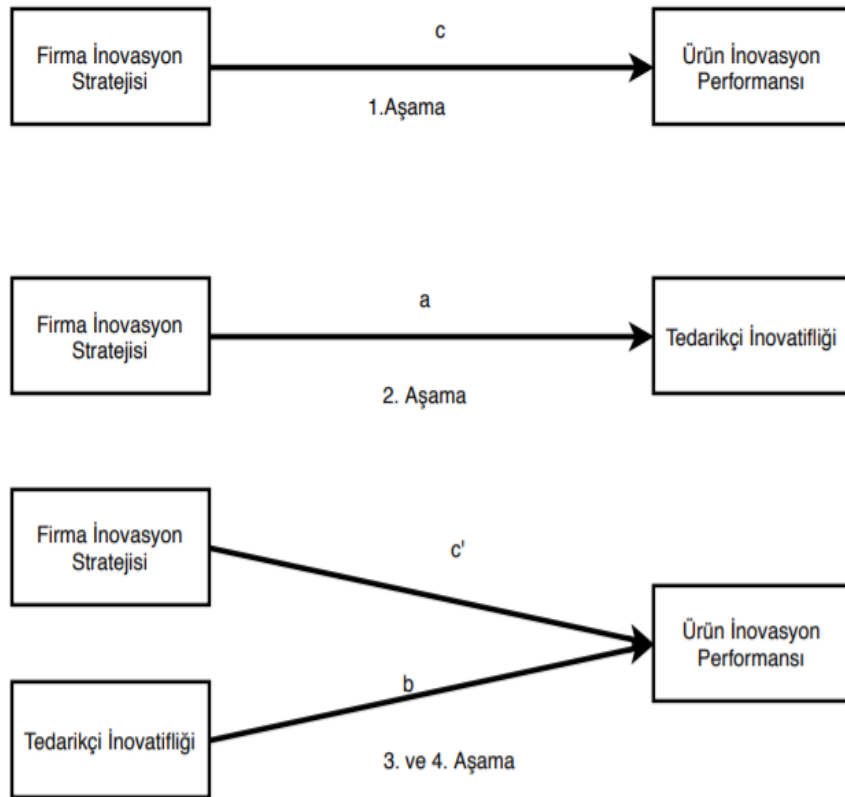 Firma İnovasyon
Stratejisi
c
1.Aşama
Ürün İnovasyon
Performansı
Firma İnovasyon
Stratejisi
a
2. Aşama
Tedarikçi İnovatifliği
Firma İnovasyon
Stratejisi
c'
Ürün İnovasyon
Performansı
Tedarikçi İnovatifliği
b
3. ve 4. Aşama